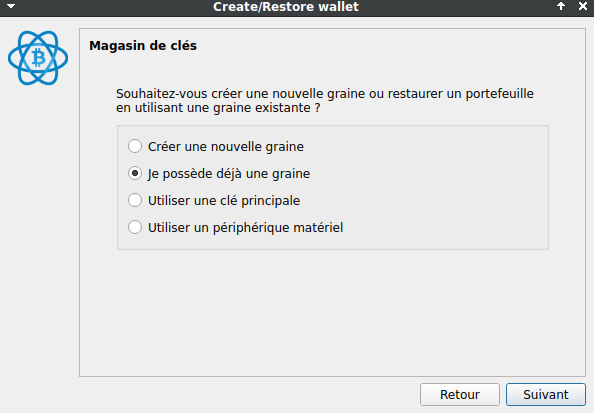 Create/Restore wallet
Magasin de clés
Souhaitez-vous créer une nouvelle graine ou restaurer un portefeuille
en utilisant une graine existante ?
Créer une nouvelle graine
Je possède déjà une graine
Utiliser une clé principale
Utiliser un périphérique matériel
Retour
Suivant